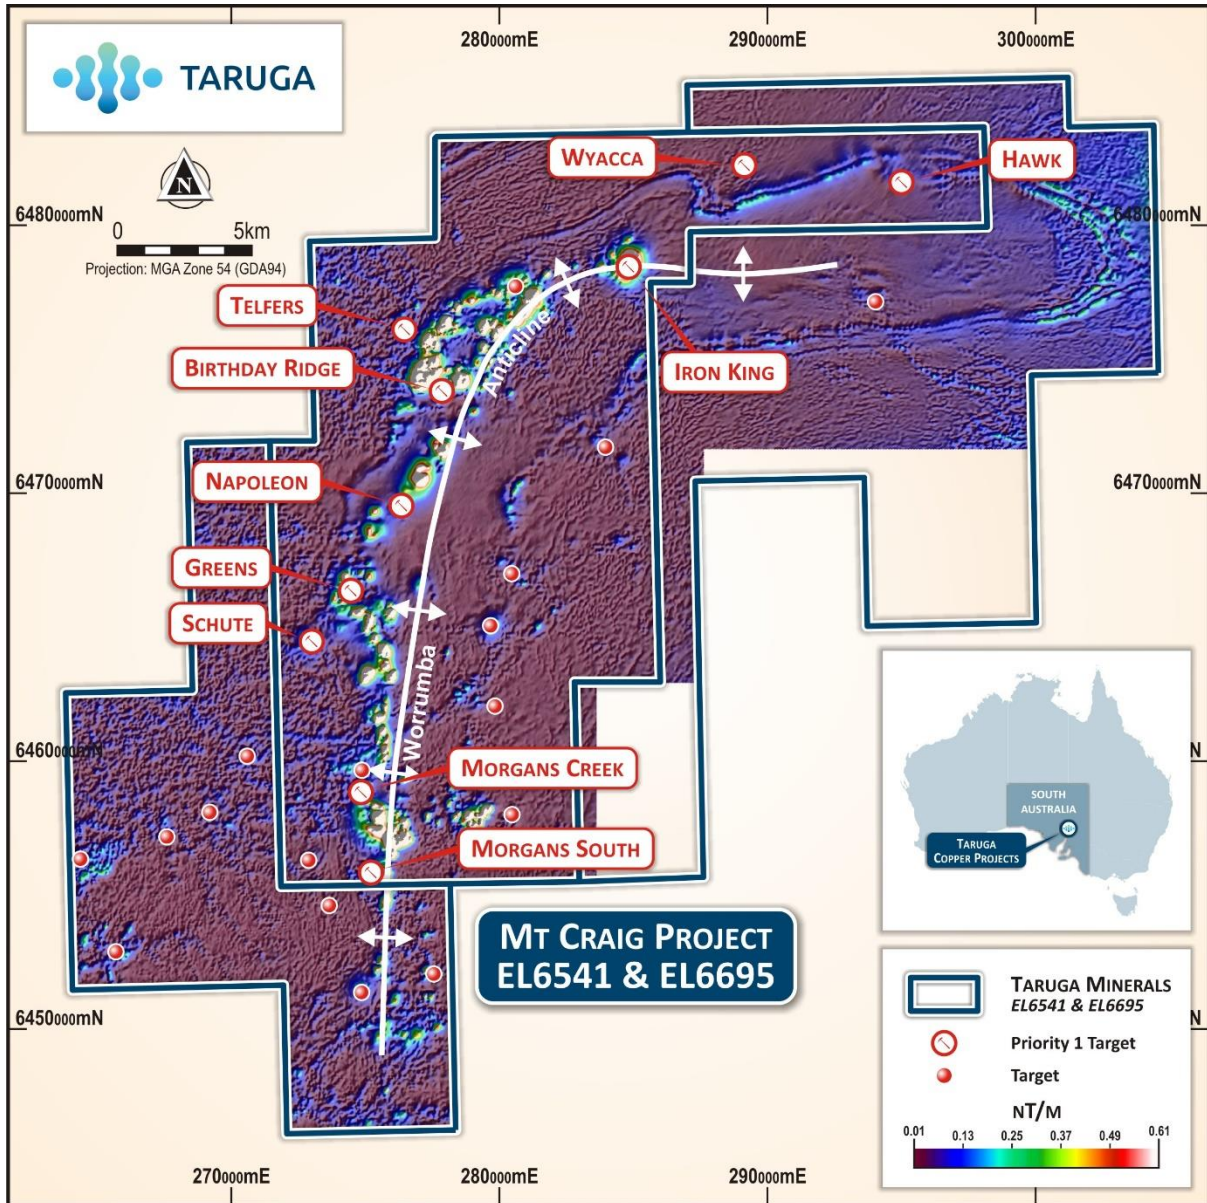 280000mE
290000mE
300000mE
TARUGA
WYACCA
HAWK
N
6480000mN
6480000mN
0 5km
Projection: MGA Zone 54 (GDA94)
TELFERS
BIRTHDAY RIDGE
Anticline
IRON KING
NAPOLEON
6470000mN
6470000mN
GREENS
SCHUTE
Worrumba
6460000mN
N
MORGANS CREEK
MORGANS SOUTH
SOUTH
AUSTRALIA
TARUGA
COPPER PROJECTS
MT CRAIG PROJECT
EL6541 & EL6695
TARUGA MINERALS
EL6541 & EL6695
6450000mN
N
Priority 1 Target
Target
NT/M
0.01 0.13 0.25 0.37 0.49 0.61
270000mE
280000mE
290000mE